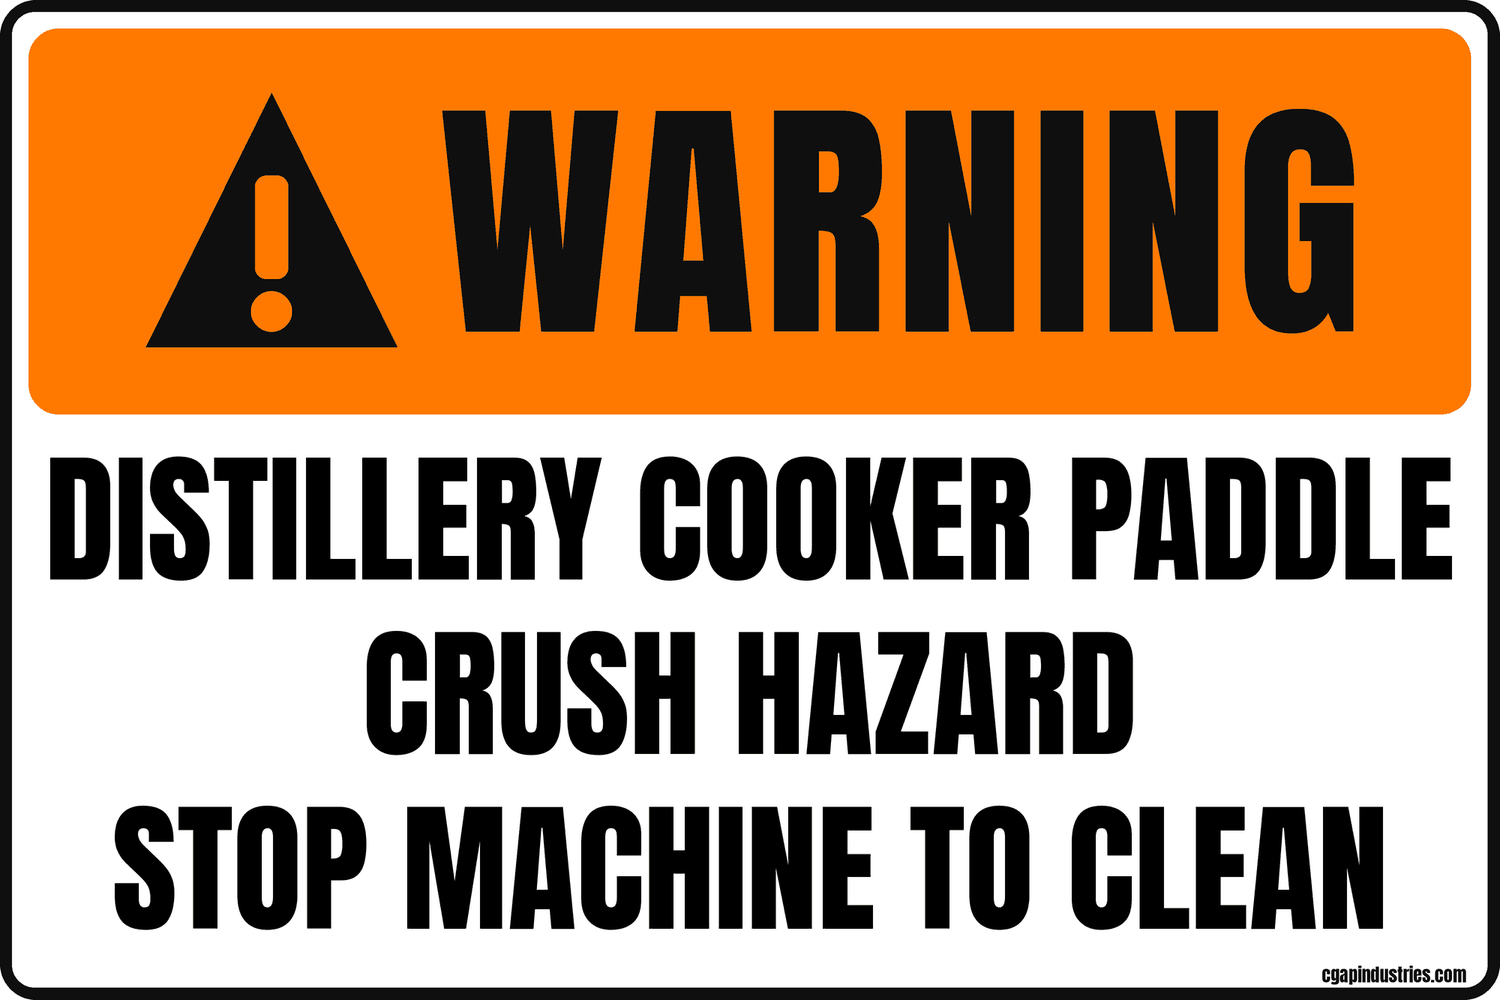 WARNING
DISTILLERY COOKER PADDLE
CRUSH HAZARD
STOP MACHINE TO CLEAN
cgapindustries.com